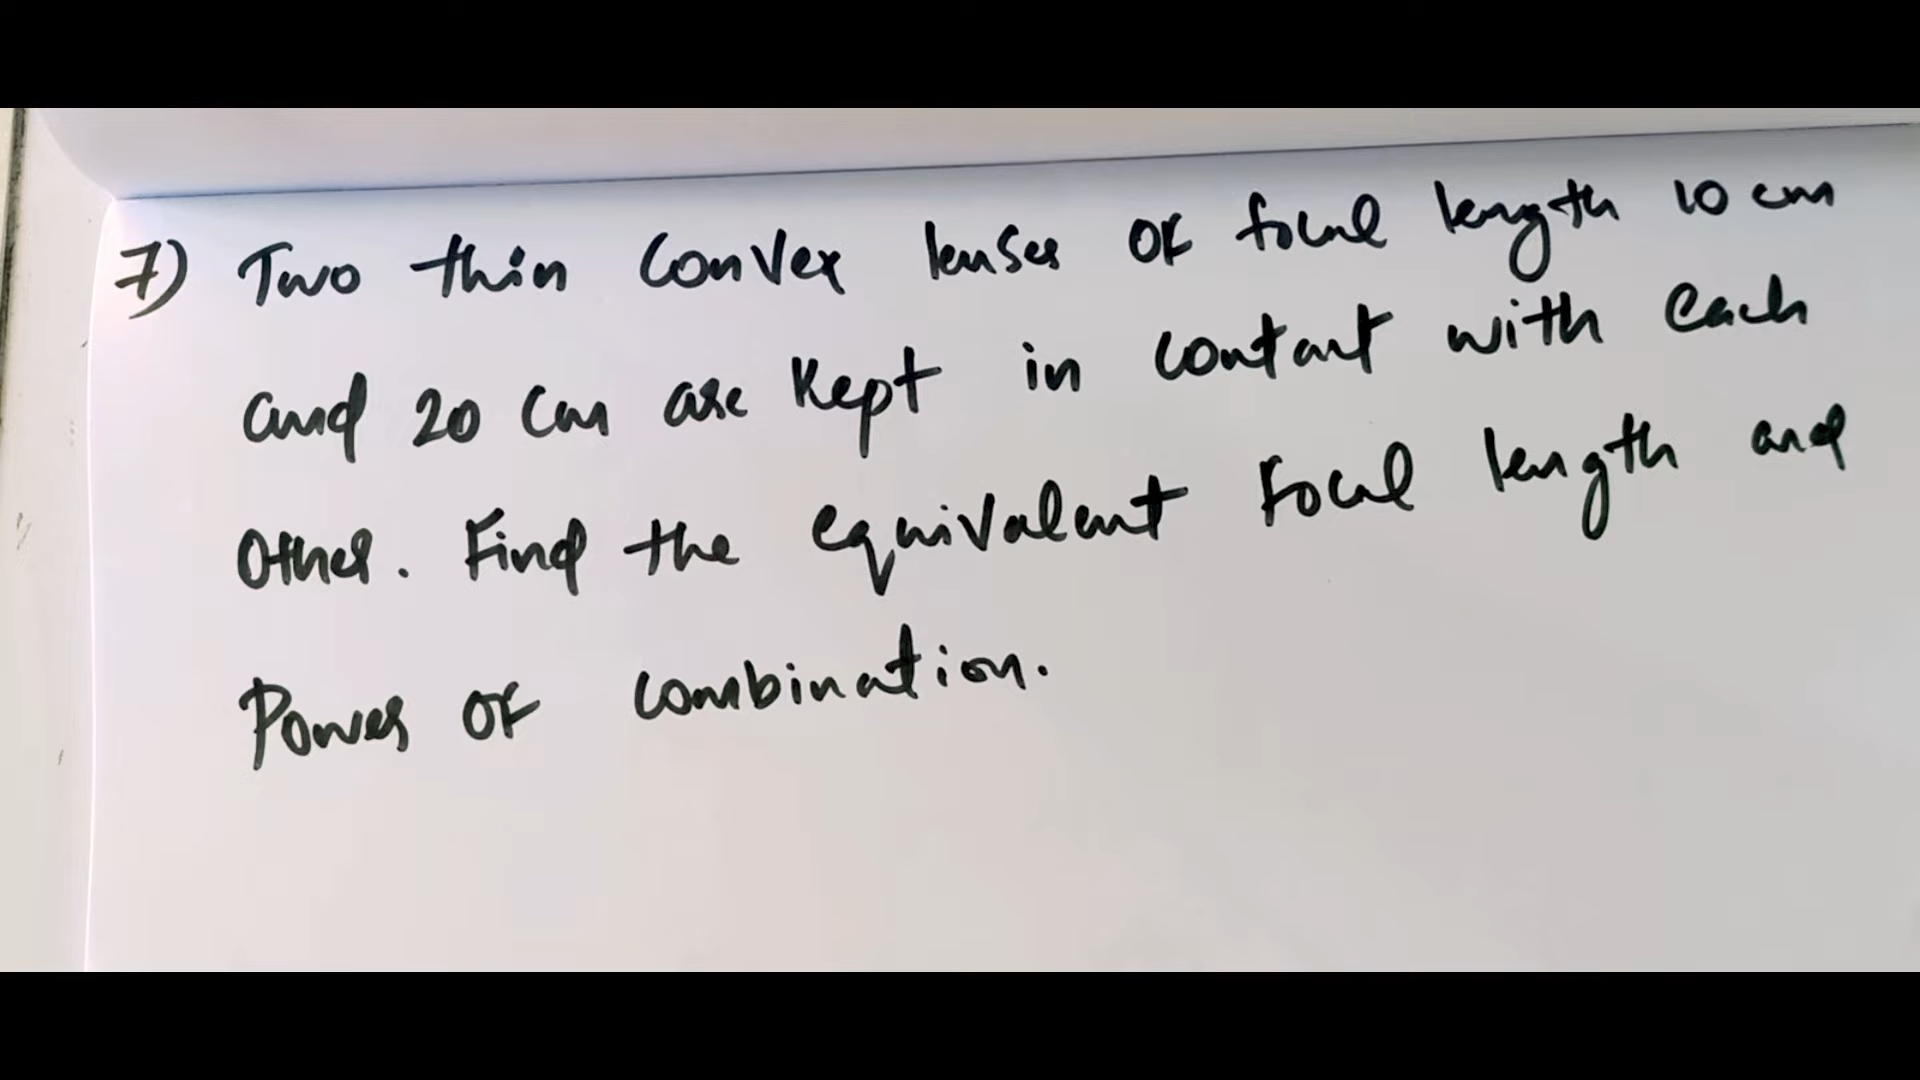 7) Two thin convex lenses of focal length 10 cm
and 20 cm are kept in contact with each
other. Find the equivalent focal length and
Power of combination.